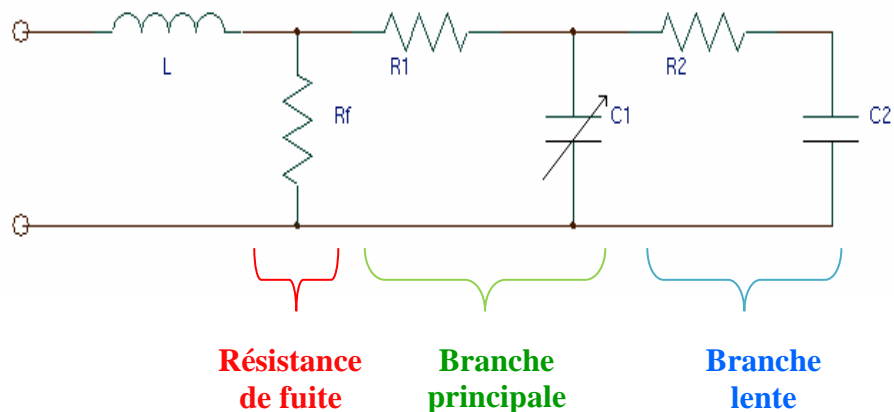 L
Rf
R1
C1
R2
C2
Résistance
de fuite
Branche
principale
Branche
lente